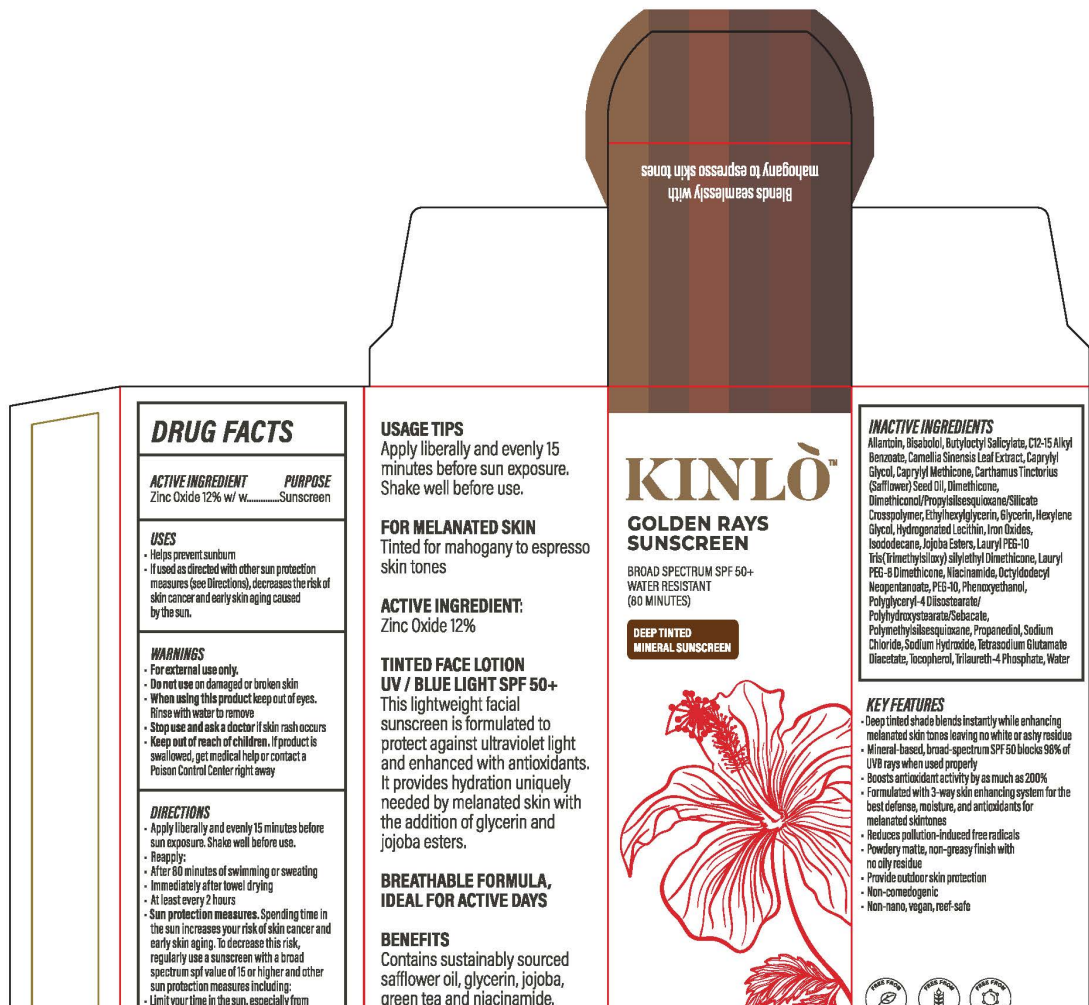 Blends seamlessly with
mahogany to espresso skin tones
DRUG FACTS
ACTIVE INGREDIENT PURPOSE
Zinc Oxide 12% w/ w.............Sunscreen
USES
• Helps prevent sunburn
• If used as directed with other sun protection
measures (see Directions), decreases the risk of
skin cancer and early skin aging caused
by the sun.
WARNINGS
• For external use only.
• Do not use on damaged or broken skin
• When using this product keep out of eyes.
Rinse with water to remove
• Stop use and ask a doctor if skin rash occurs
• Keep out of reach of children. If product is
swallowed, get medical help or contact a
Poison Control Center right away
DIRECTIONS
• Apply liberally and evenly 15 minutes before
sun exposure. Shake well before use.
• Reapply:
• After 80 minutes of swimming or sweating
• Immediately after towel drying
• At least every 2 hours
• Sun protection measures. Spending time in
the sun increases your risk of skin cancer and
early skin aging. To decrease this risk,
regularly use a sunscreen with a broad
spectrum spf value of 15 or higher and other
sun protection measures including:
• Limit your time in the sun, especially from
USAGE TIPS
Apply liberally and evenly 15
minutes before sun exposure.
Shake well before use.
FOR MELANATED SKIN
Tinted for mahogany to espresso
skin tones
ACTIVE INGREDIENT:
Zinc Oxide 12%
TINTED FACE LOTION
UV / BLUE LIGHT SPF 50+
This lightweight facial
sunscreen is formulated to
protect against ultraviolet light
and enhanced with antioxidants.
It provides hydration uniquely
needed by melanated skin with
the addition of glycerin and
jojoba esters.
BREATHABLE FORMULA,
IDEAL FOR ACTIVE DAYS
BENEFITS
Contains sustainably sourced
safflower oil, glycerin, jojoba,
green tea and niacinamide.
KINLÒ™
GOLDEN RAYS
SUNSCREEN
BROAD SPECTRUM SPF 50+
WATER RESISTANT
(80 MINUTES)
DEEP TINTED
MINERAL SUNSCREEN
INACTIVE INGREDIENTS
Allantoin, Bisabolol, Butyloctyl Salicylate, C12-15 Alkyl
Benzoate, Camellia Sinensis Leaf Extract, Caprylyl
Glycol, Caprylyl Methicone, Carthamus Tinctorius
(Safflower) Seed Oil, Dimethicone,
Dimethiconol/Propylsilsesquioxane/Silicate
Crosspolymer, Ethylhexylglycerin, Glycerin, Hexylene
Glycol, Hydrogenated Lecithin, Iron Oxides,
Isododecane, Jojoba Esters, Lauryl PEG-10
Tris(Trimethylsiloxy) silylethyl Dimethicone, Lauryl
PEG-8 Dimethicone, Niacinamide, Octyldodecyl
Neopentanoate, PEG-10, Phenoxyethanol,
Polyglyceryl-4 Diisostearate/
Polyhydroxystearate/Sebacate,
Polymethylsilsesquioxane, Propanediol, Sodium
Chloride, Sodium Hydroxide, Tetrasodium Glutamate
Diacetate, Tocopherol, Trilaureth-4 Phosphate, Water
KEY FEATURES
• Deep tinted shade blends instantly while enhancing
melanated skin tones leaving no white or ashy residue
• Mineral-based, broad-spectrum SPF 50 blocks 98% of
UVB rays when used properly
• Boosts antioxidant activity by as much as 200%
• Formulated with 3-way skin enhancing system for the
best defense, moisture, and antioxidants for
melanated skintones
• Reduces pollution-induced free radicals
• Powdery matte, non-greasy finish with
no oily residue
• Provide outdoor skin protection
• Non-comedogenic
• Non-nano, vegan, reef-safe
FREE FROM FREE FROM FREE FROM